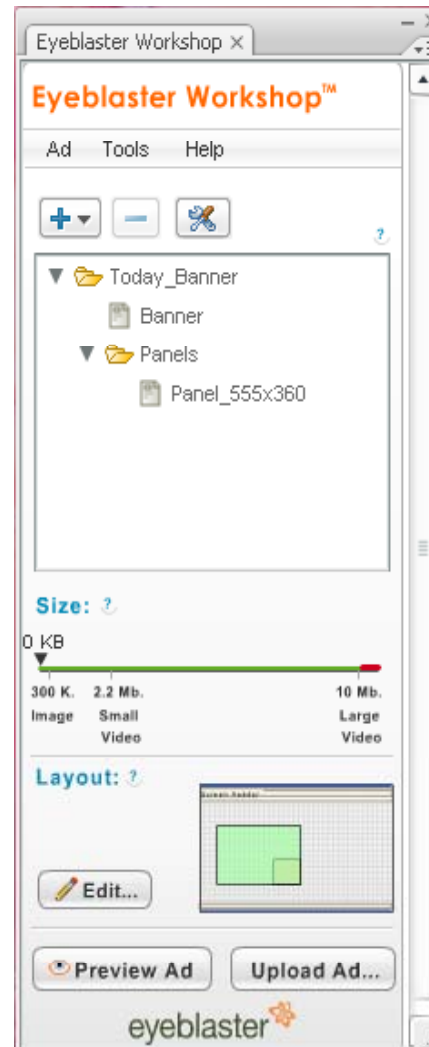 Eyeblaster Workshop ×
Eyeblaster Workshop™
Ad Tools Help
?
Today_Banner
Banner
Panels
Panel_555x360
Size: ?
0 KB
300 K. 2.2 Mb. 10 Mb.
Image Small Large
Video Video
Layout: ?
Edit...
Preview Ad Upload Ad...
eyeblaster